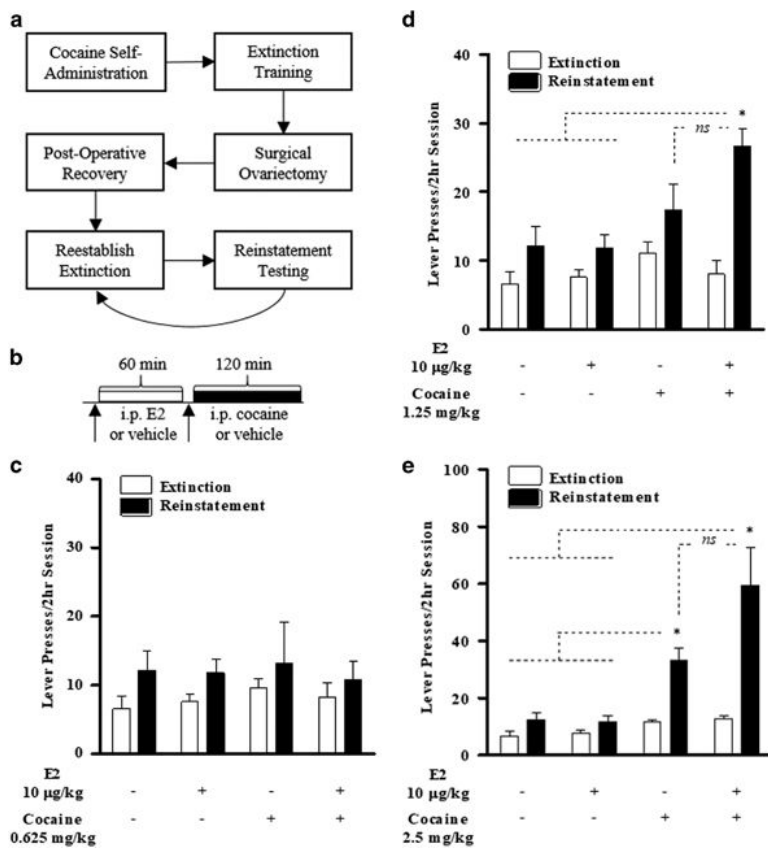 a
Cocaine Self-
Administration
Extinction
Training
Post-Operative
Recovery
Surgical
Ovariectomy
Reestablish
Extinction
Reinstatement
Testing
b
60 min
120 min
i.p. E2
or vehicle
i.p. cocaine
or vehicle
c
Lever Presses/2hr Session
40
30
20
10
0
Extinction
Reinstatement
E2
10 µg/kg
- + - +
Cocaine
0.625 mg/kg
- - + +
d
Lever Presses/2hr Session
40
30
20
10
0
Extinction
Reinstatement
*
ns
E2
10 µg/kg
- + - +
Cocaine
1.25 mg/kg
- - + +
e
Lever Presses/2hr Session
100
80
60
40
20
0
Extinction
Reinstatement
*
ns
*
E2
10 µg/kg
- + - +
Cocaine
2.5 mg/kg
- - + +